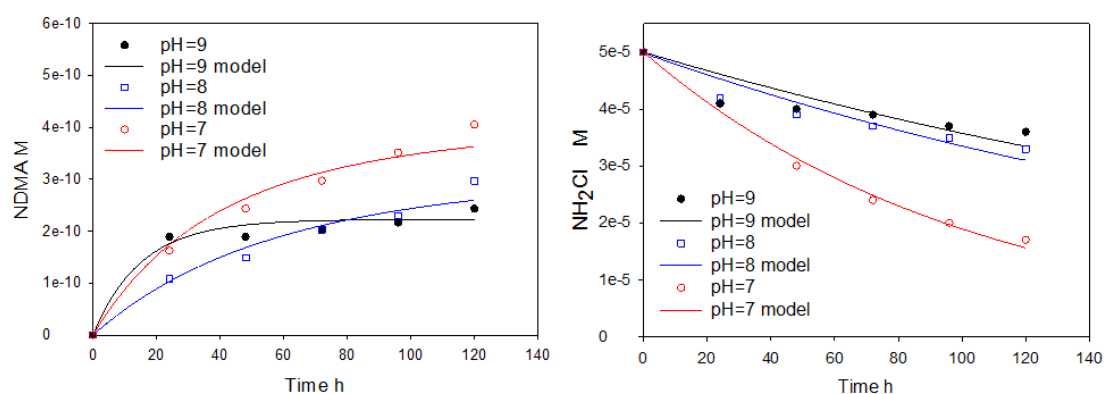 6e-10
5e-10
4e-10
3e-10
2e-10
1e-10
0
NDMA M
pH=9
pH=9 model
pH=8
pH=8 model
pH=7
pH=7 model
0 20 40 60 80 100 120 140
Time h
5e-5
4e-5
3e-5
2e-5
1e-5
0
NH₂Cl M
pH=9
pH=9 model
pH=8
pH=8 model
pH=7
pH=7 model
0 20 40 60 80 100 120 140
Time h